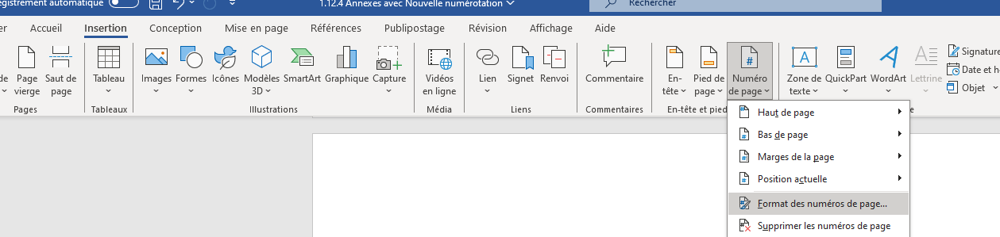 egistrement automatique
1.12.4 Annexes avec Nouvelle numérotation
Rechercher
er Accueil Insertion Conception Mise en page Références Publipostage Révision Affichage Aide
de Page vierge Saut de page
Pages
Tableau
Tableaux
Images Formes Icônes Modèles 3D SmartArt Graphique Capture
Illustrations
Vidéos en ligne
Média
Lien Signet Renvoi
Liens
Commentaire
Commentaires
En-tête Pied de page Numéro de page
En-tête et pied
Zone de texte QuickPart WordArt Lettrine
Signature
Date et h
Objet
e
Haut de page
Bas de page
Marges de la page
Position actuelle
Format des numéros de page...
Supprimer les numéros de page